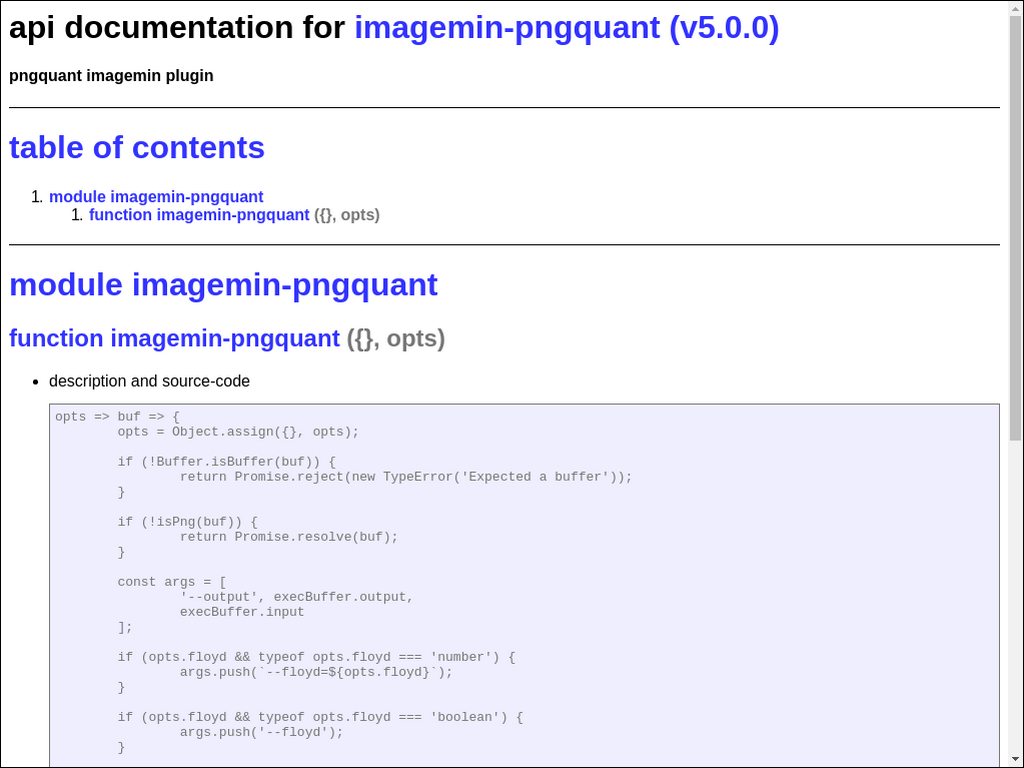 api documentation for imagemin-pngquant (v5.0.0)
pngquant imagemin plugin
table of contents
1. module imagemin-pngquant
1. function imagemin-pngquant ({}, opts)
module imagemin-pngquant
function imagemin-pngquant ({}, opts)
• description and source-code
opts => buf => {
opts = Object.assign({}, opts);
if (!Buffer.isBuffer(buf)) {
return Promise.reject(new TypeError('Expected a buffer'));
}
if (!isPng(buf)) {
return Promise.resolve(buf);
}
const args = [
'--output', execBuffer.output,
execBuffer.input
];
if (opts.floyd && typeof opts.floyd === 'number') {
args.push(`--floyd=${opts.floyd}`);
}
if (opts.floyd && typeof opts.floyd === 'boolean') {
args.push('--floyd');
}